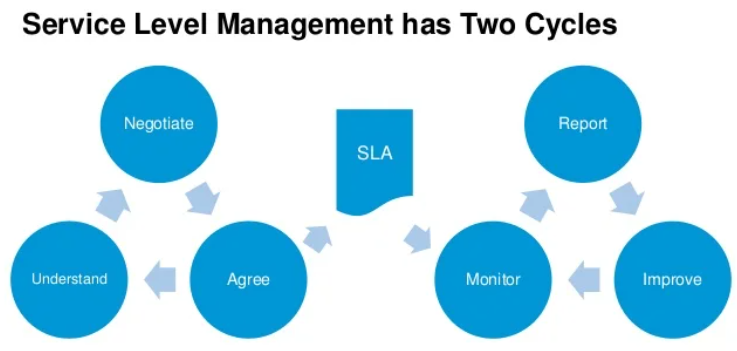 Service Level Management has Two Cycles
Negotiate
Understand
Agree
SLA
Report
Monitor
Improve